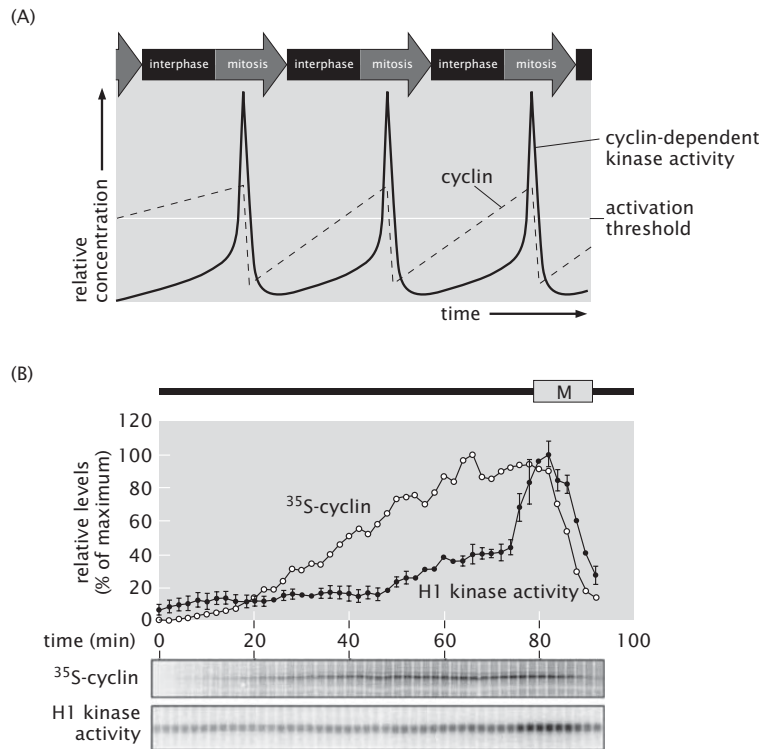 (A)
interphase mitosis interphase mitosis interphase mitosis
relative
concentration
cyclin
cyclin-dependent
kinase activity
activation
threshold
time
(B)
M
relative levels
(% of maximum)
120
100
80
60
40
20
0
35S-cyclin
H1 kinase activity
time (min) 0 20 40 60 80 100
35S-cyclin
H1 kinase
activity